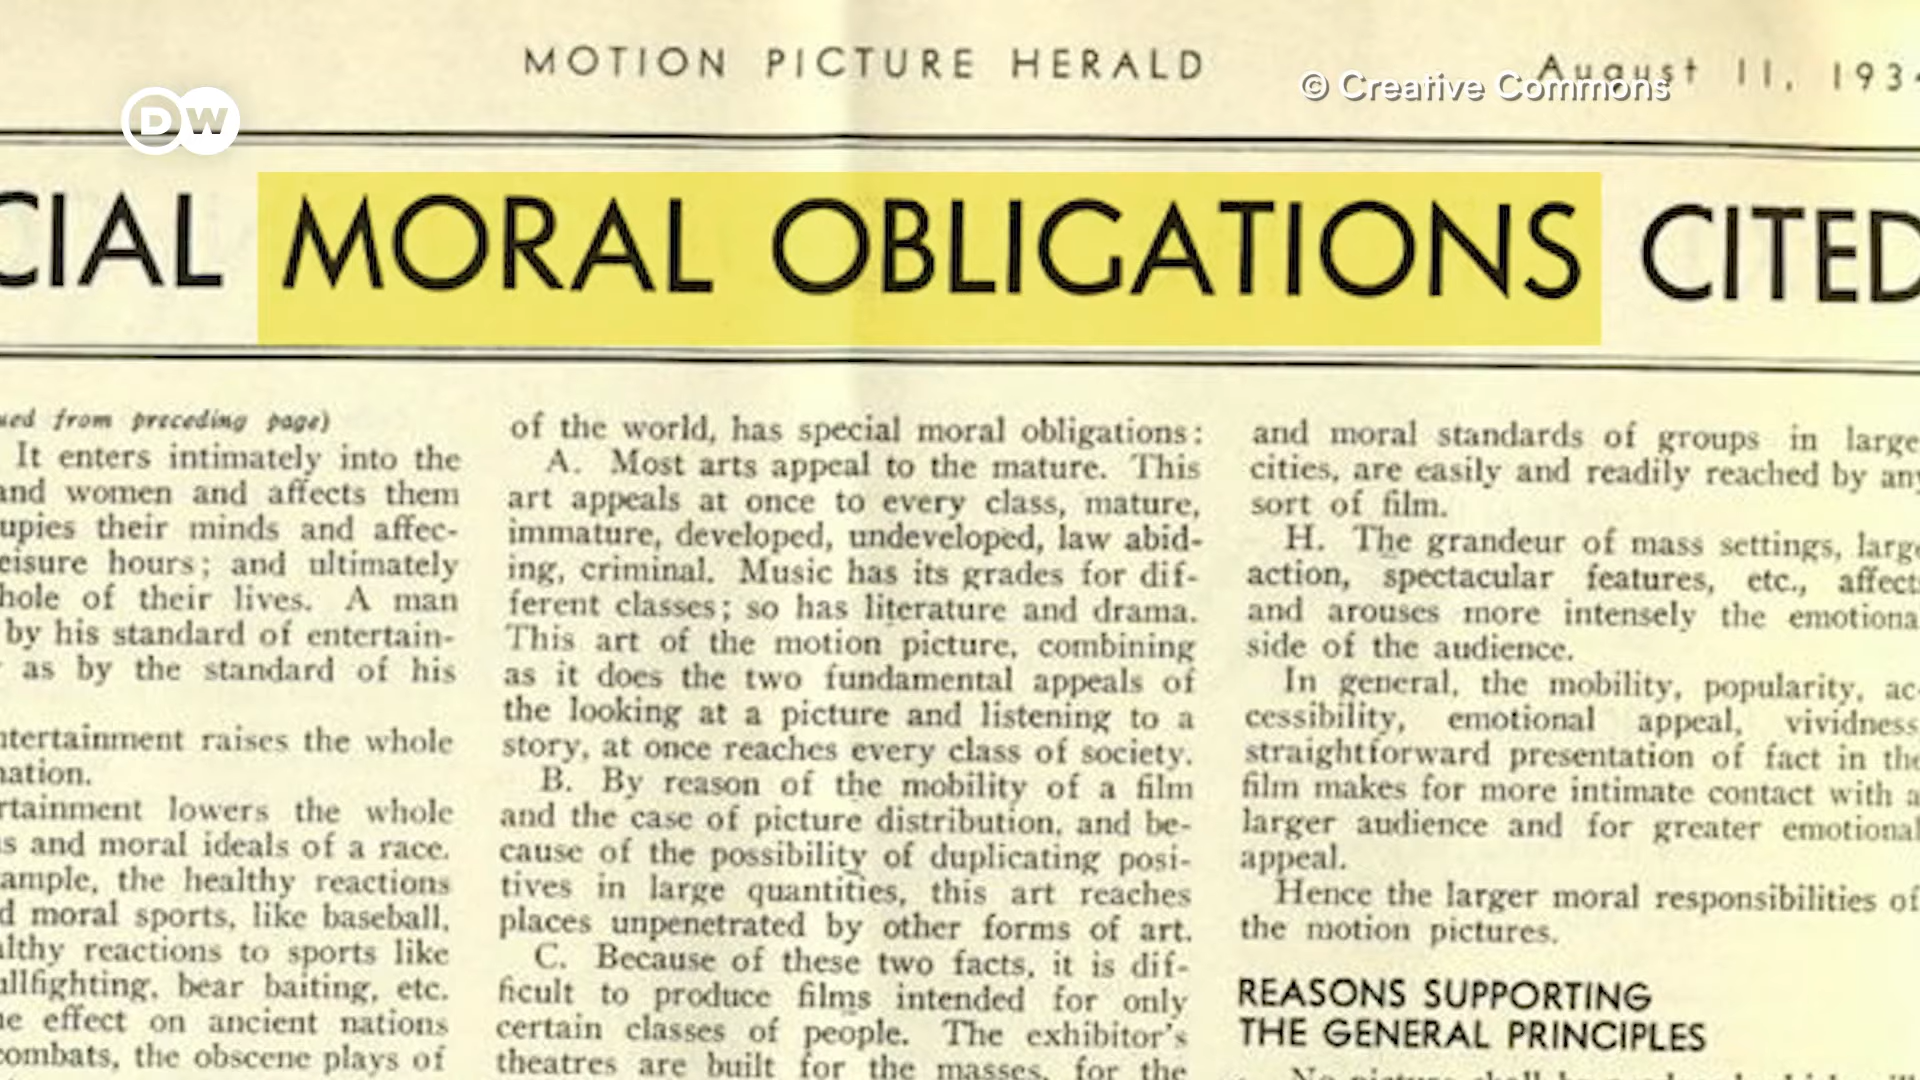 MOTION PICTURE HERALD
August 11, 193
© Creative Commons
DW
CIAL MORAL OBLIGATIONS CITED
ued from preceding page)
It enters intimately into the
and women and affects them
upies their minds and affec-
eisure hours; and ultimately
hole of their lives. A man
by his standard of entertain-
as by the standard of his
ntertainment raises the whole
nation.
rtainment lowers the whole
s and moral ideals of a race.
ample, the healthy reactions
d moral sports, like baseball,
lthy reactions to sports like
ullfighting, bear baiting, etc.
e effect on ancient nations
combats, the obscene plays of
of the world, has special moral obligations:
A. Most arts appeal to the mature. This
art appeals at once to every class, mature,
immature, developed, undeveloped, law abid-
ing, criminal. Music has its grades for dif-
ferent classes; so has literature and drama.
This art of the motion picture, combining
as it does the two fundamental appeals of
the looking at a picture and listening to a
story, at once reaches every class of society.
B. By reason of the mobility of a film
and the ease of picture distribution, and be-
cause of the possibility of duplicating posi-
tives in large quantities, this art reaches
places unpenetrated by other forms of art.
C. Because of these two facts, it is dif-
ficult to produce films intended for only
certain classes of people. The exhibitor's
theatres are built for the masses, for the
and moral standards of groups in large
cities, are easily and readily reached by any
sort of film.
H. The grandeur of mass settings, large
action, spectacular features, etc., affects
and arouses more intensely the emotiona
side of the audience.
In general, the mobility, popularity, ac-
cessibility, emotional appeal, vividness
straightforward presentation of fact in the
film makes for more intimate contact with a
larger audience and for greater emotional
appeal.
Hence the larger moral responsibilities of
the motion pictures.
REASONS SUPPORTING
THE GENERAL PRINCIPLES